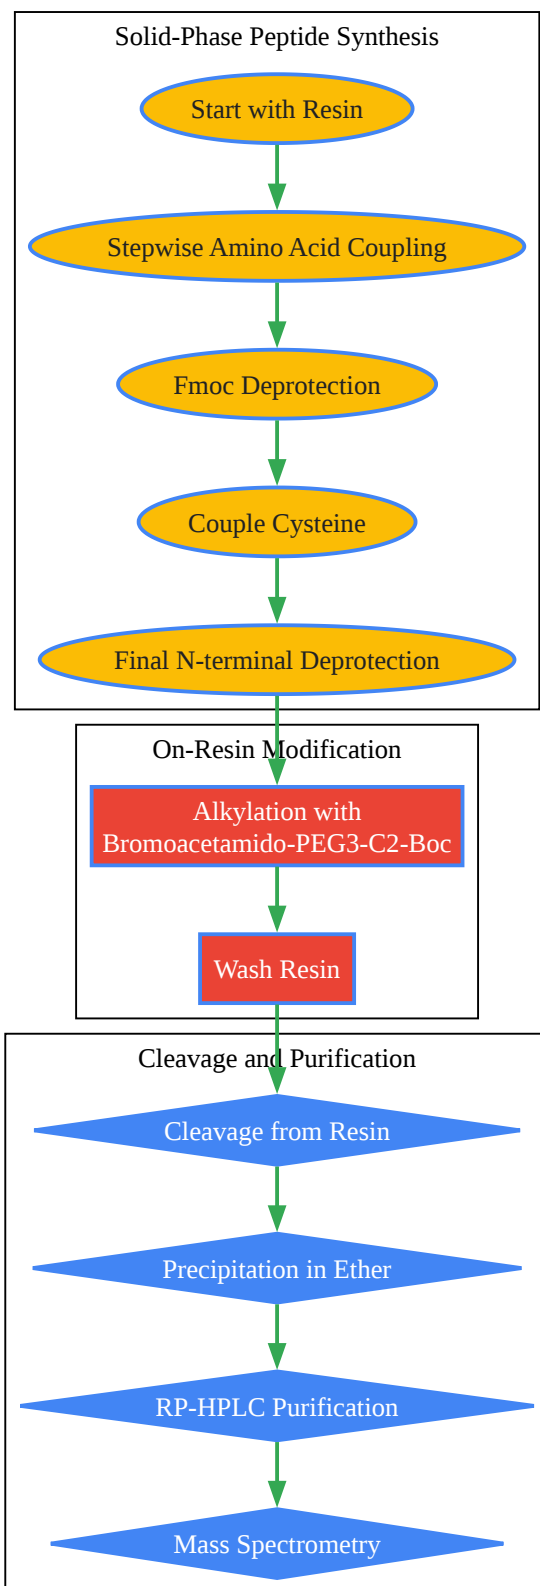 Solid-Phase Peptide Synthesis
Start with Resin
Stepwise Amino Acid Coupling
Fmoc Deprotection
Couple Cysteine
Final N-terminal Deprotection
On-Resin Modification
Alkylation with
Bromoacetamido-PEG3-C2-Boc
Wash Resin
Cleavage and Purification
Cleavage from Resin
Precipitation in Ether
RP-HPLC Purification
Mass Spectrometry